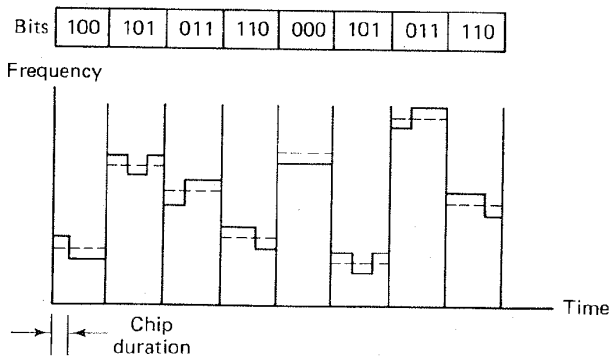 Bits 100 101 011 110 000 101 011 110
Frequency
Time
Chip
duration